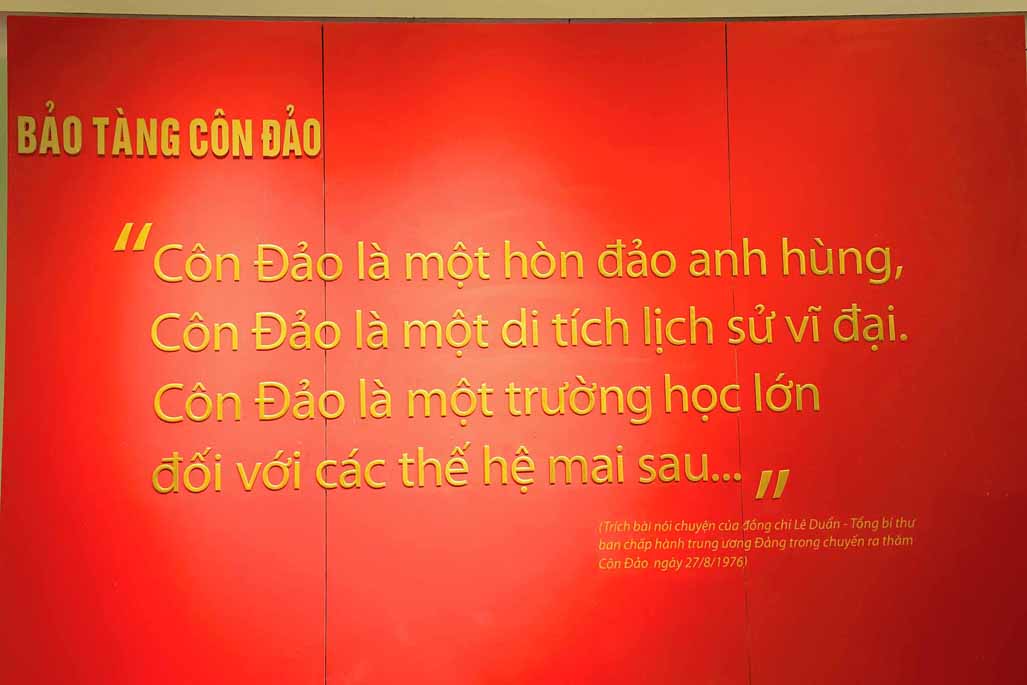 BẢO TÀNG CÔN ĐẢO
“Côn Đảo là một hòn đảo anh hùng,
Côn Đảo là một di tích lịch sử vĩ đại.
Côn Đảo là một trường học lớn
đối với các thế hệ mai sau...”
(Trích bài nói chuyện của đồng chí Lê Duẩn - Tổng bí thư
ban chấp hành trung ương Đảng trong chuyến ra thăm
Côn Đảo ngày 27/8/1976)